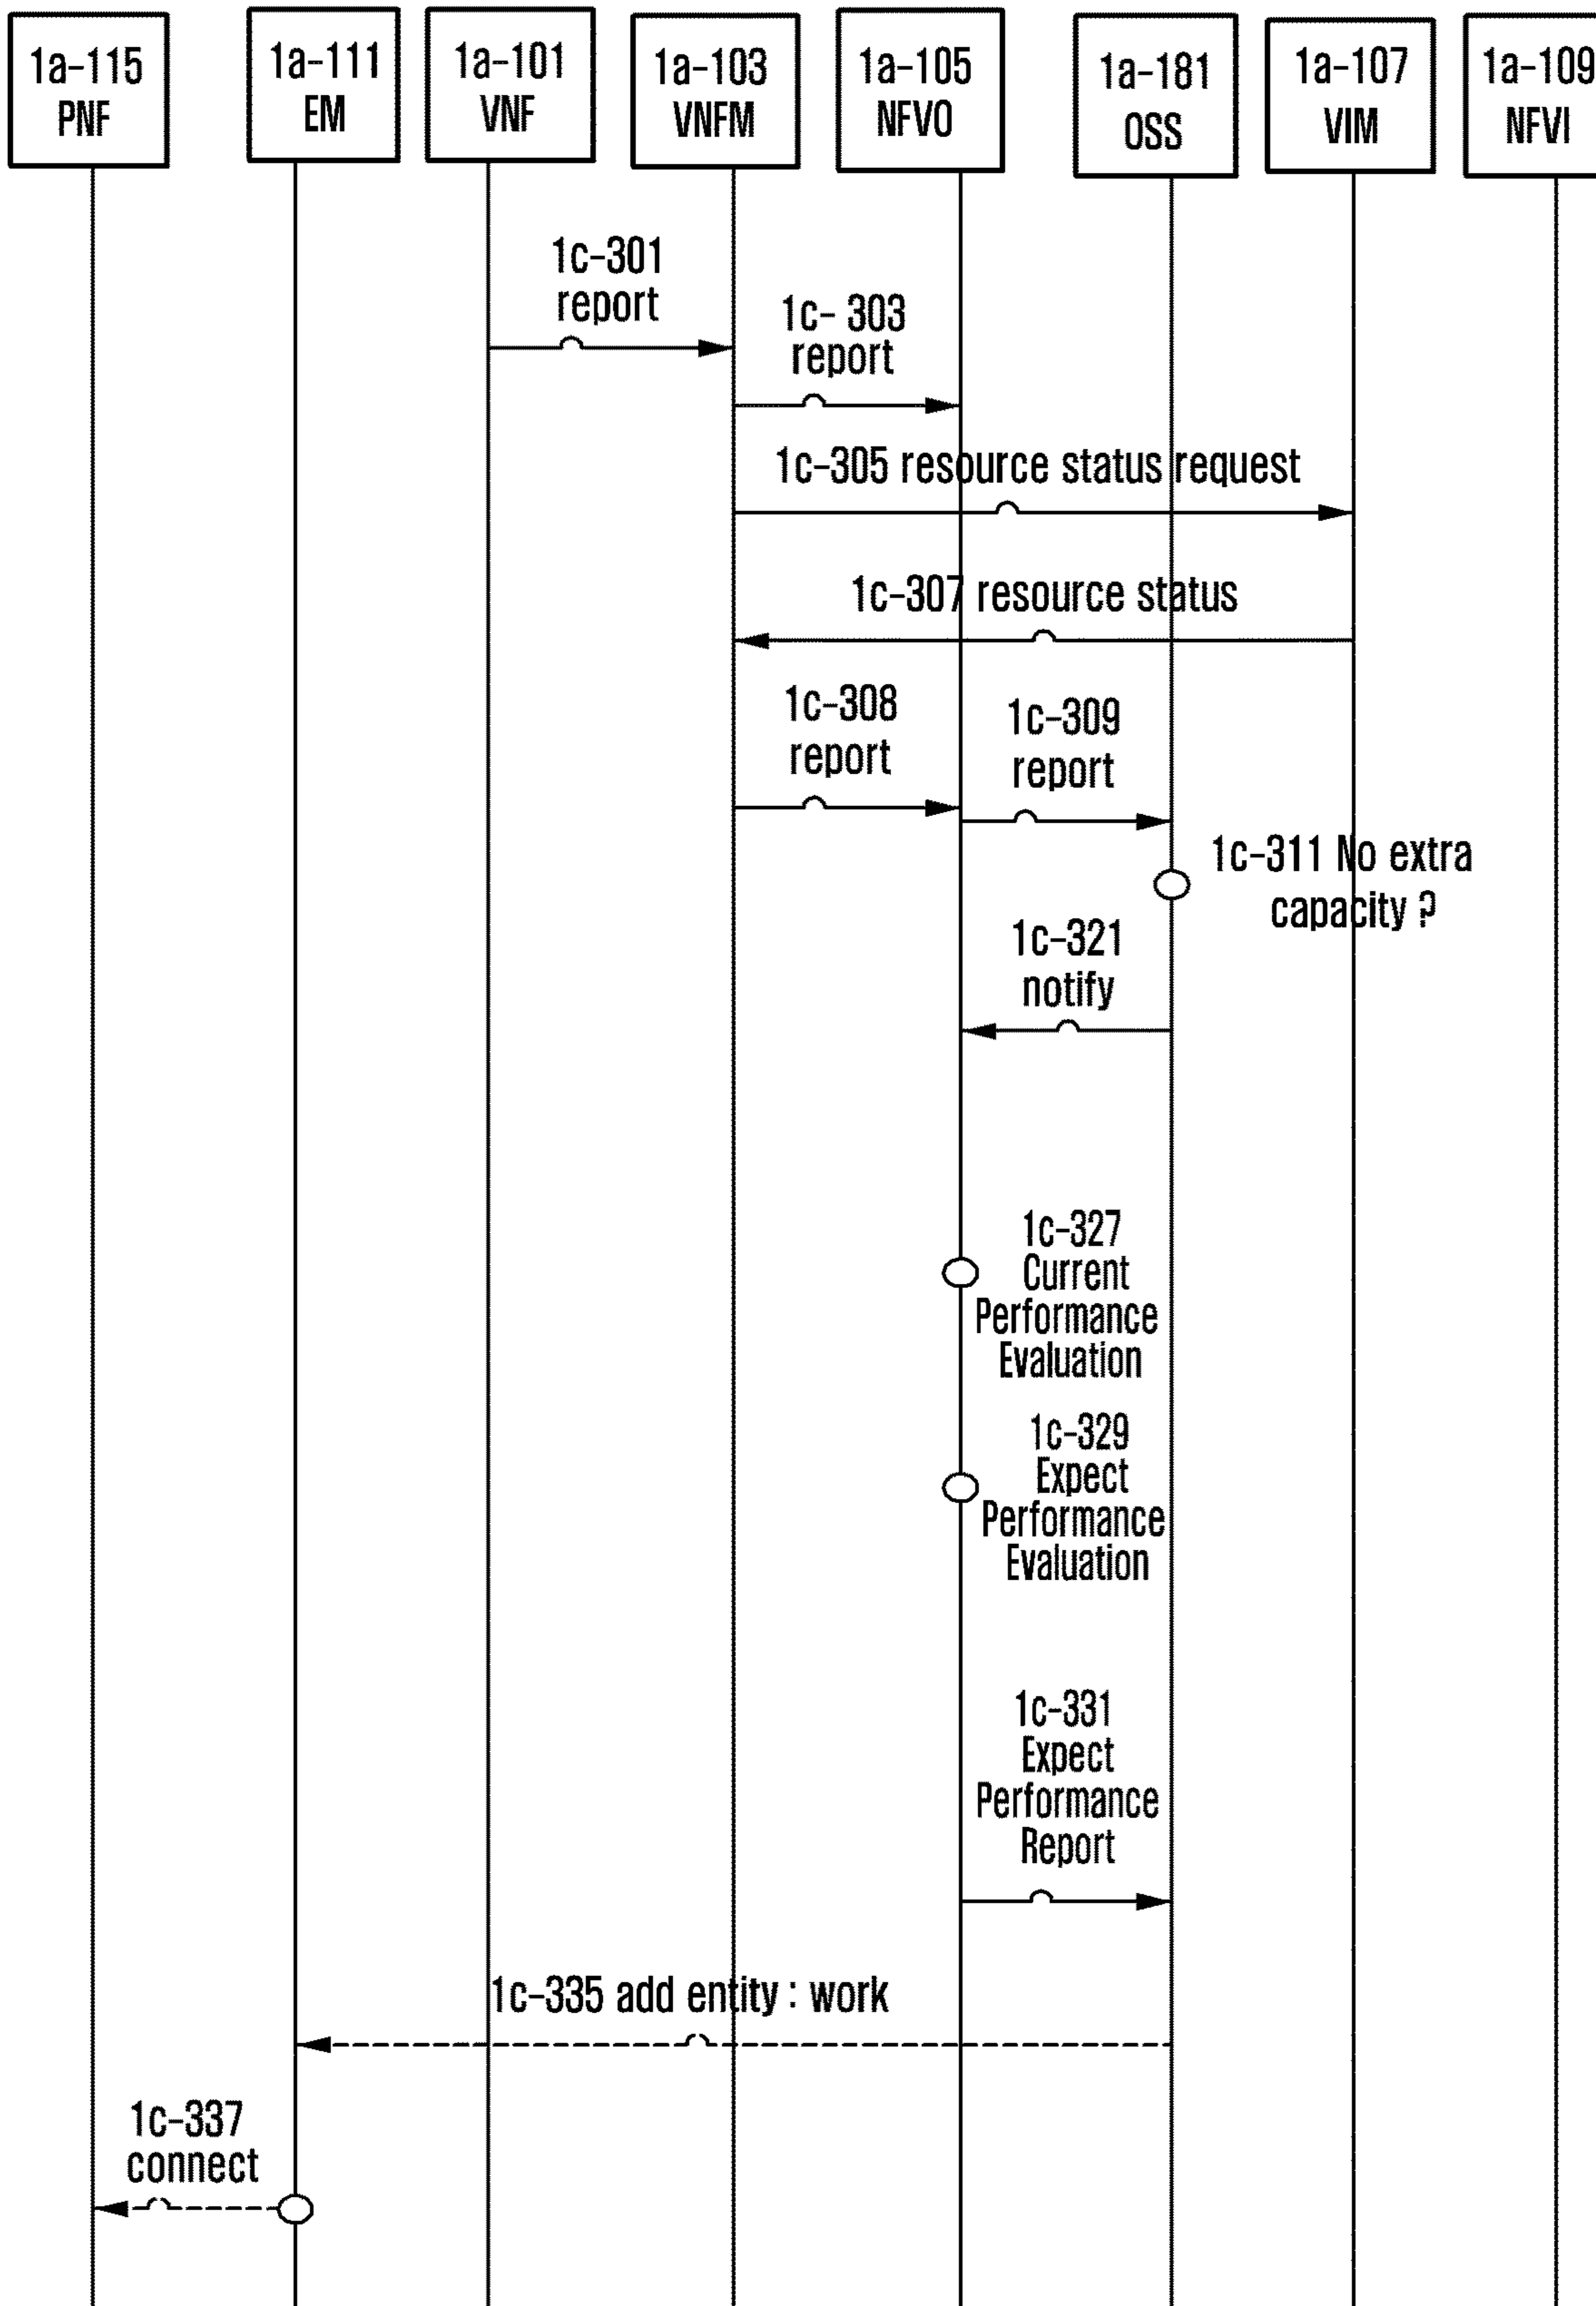 1a-115
PNF
1a-111
EM
1a-101
VNF
1a-103
VNFM
1a-105
NFVO
1a-181
OSS
1a-107
VIM
1a-109
NFVI
1c-301
report
1c- 303
report
1c-305 resource status request
1c-307 resource status
1c-308
report
1c-309
report
1c-311 No extra
capacity ?
1c-321
notify
1c-327
Current
Performance
Evaluation
1c-329
Expect
Performance
Evaluation
1c-331
Expect
Performance
Report
1c-335 add entity : work
1c-337
connect